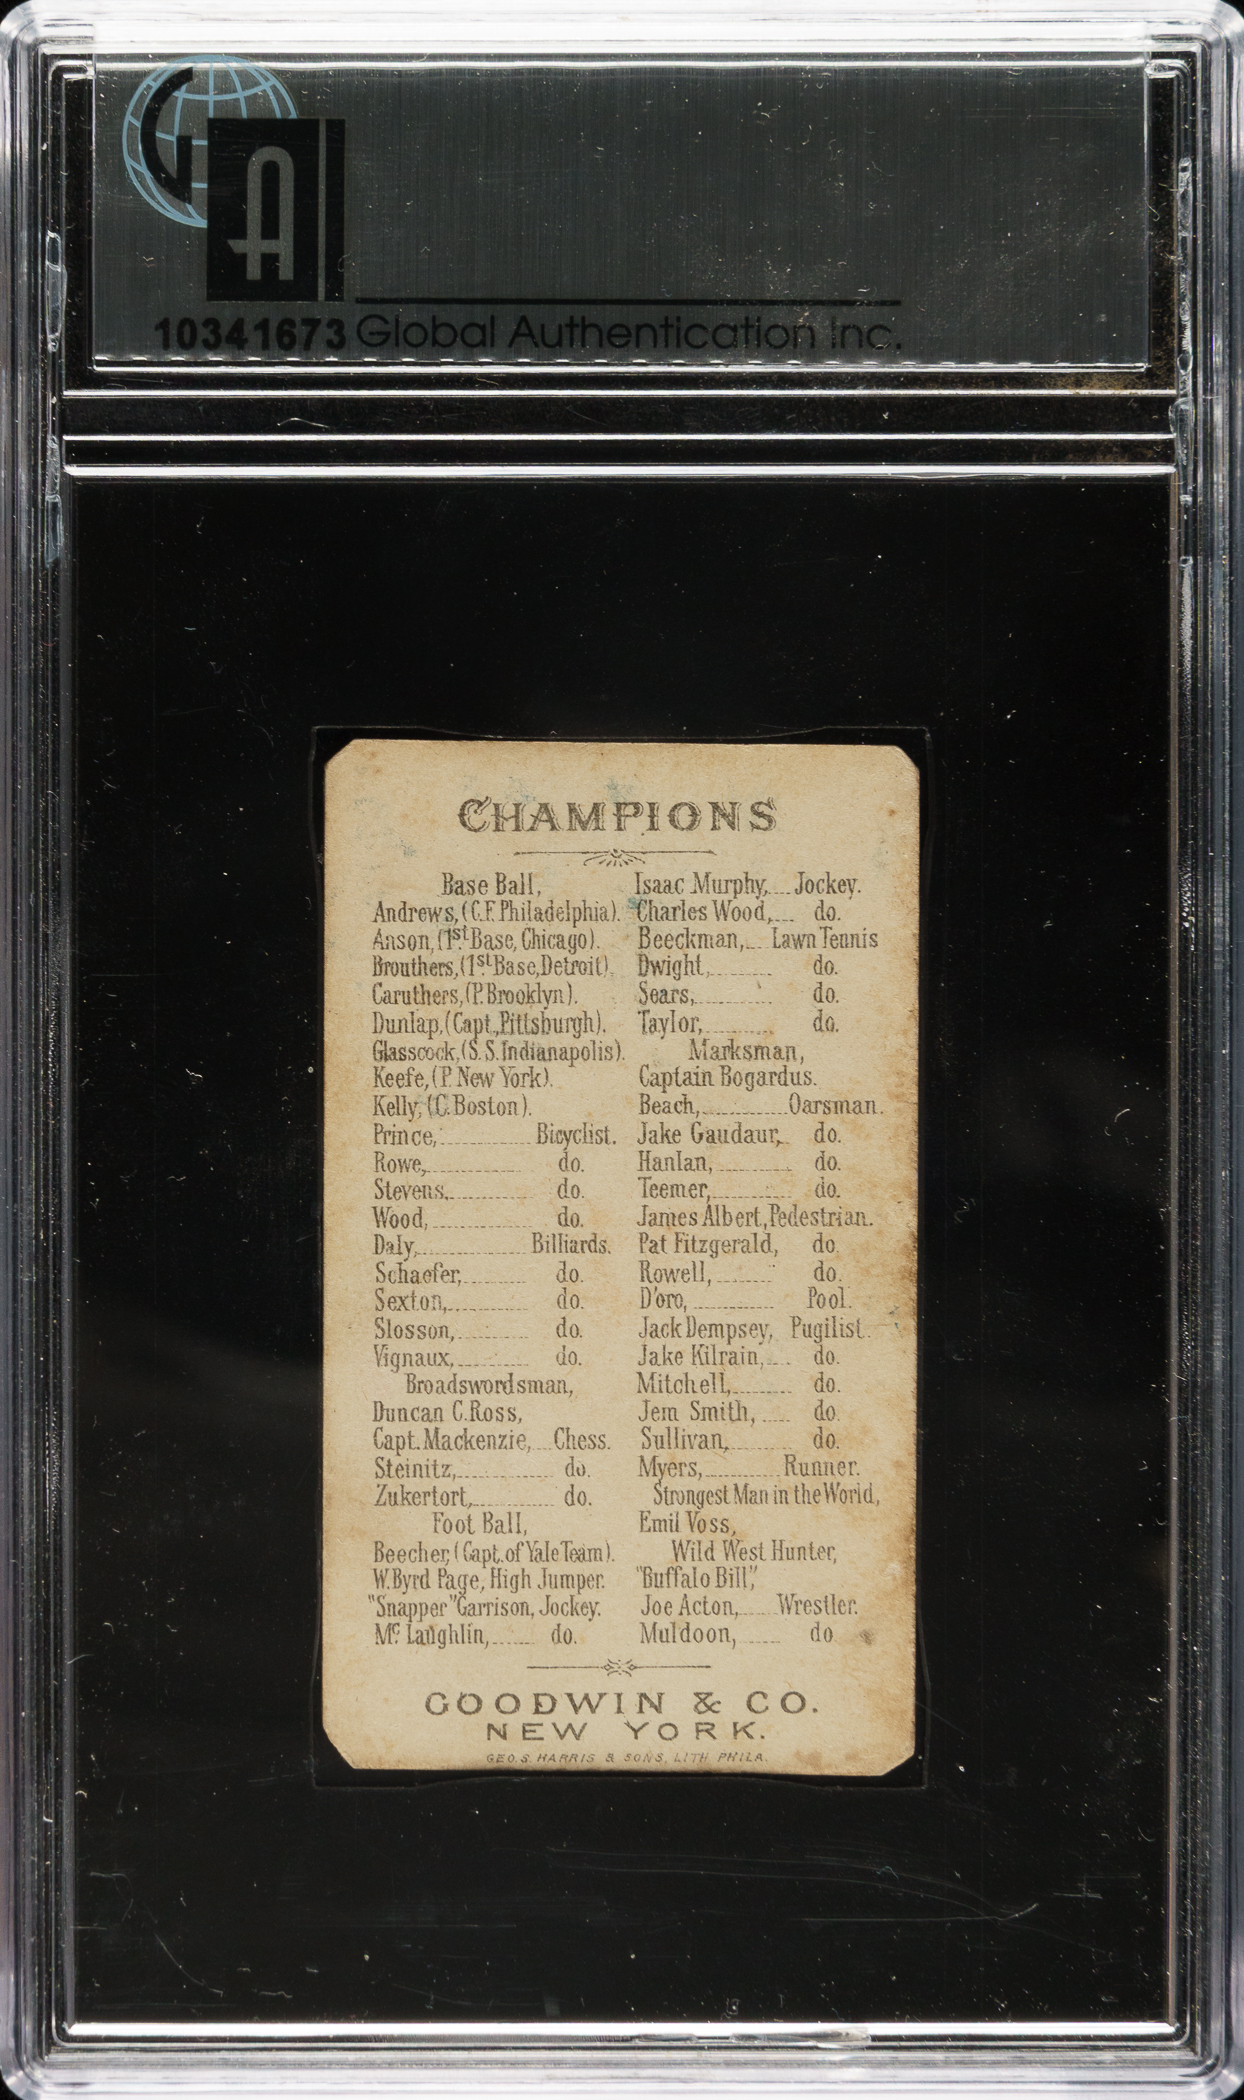 GA
10341673 Global Authentication Inc.
CHAMPIONS
Base Ball,
Andrews,(C.F. Philadelphia).
Anson,(1st Base, Chicago).
Brouthers,(1st Base, Detroit).
Caruthers,(P. Brooklyn).
Dunlap,(Capt., Pittsburgh).
Glasscock,(S.S. Indianapolis).
Keefe,(P. New York).
Kelly,(C. Boston).
Prince, Bicyclist.
Rowe, do.
Stevens, do.
Wood, do.
Daly, Billiards.
Schaefer, do.
Sexton, do.
Slosson, do.
Vignaux, do.
Broadswordsman,
Duncan C. Ross,
Capt. Mackenzie, Chess.
Steinitz, do.
Zukertort, do.
Foot Ball,
Beecher, (Capt. of Yale Team).
W. Byrd Page, High Jumper.
"Snapper" Garrison, Jockey.
Mc Laughlin, do.
Isaac Murphy, Jockey.
Charles Wood, do.
Beeckman, Lawn Tennis
Dwight, do.
Sears, do.
Taylor, do.
Marksman,
Captain Bogardus.
Beach, Oarsman.
Jake Gaudaur, do.
Hanlan, do.
Teemer, do.
James Albert, Pedestrian.
Pat Fitzgerald, do.
Rowell, do.
D'oro, Pool.
Jack Dempsey, Pugilist.
Jake Kilrain, do.
Mitchell, do.
Jem Smith, do.
Sullivan, do.
Myers, Runner.
Strongest Man in the World,
Emil Voss,
Wild West Hunter,
"Buffalo Bill,"
Joe Acton, Wrestler.
Muldoon, do
GOODWIN & CO.
NEW YORK.
GEO. S. HARRIS & SONS, LITH. PHILA.